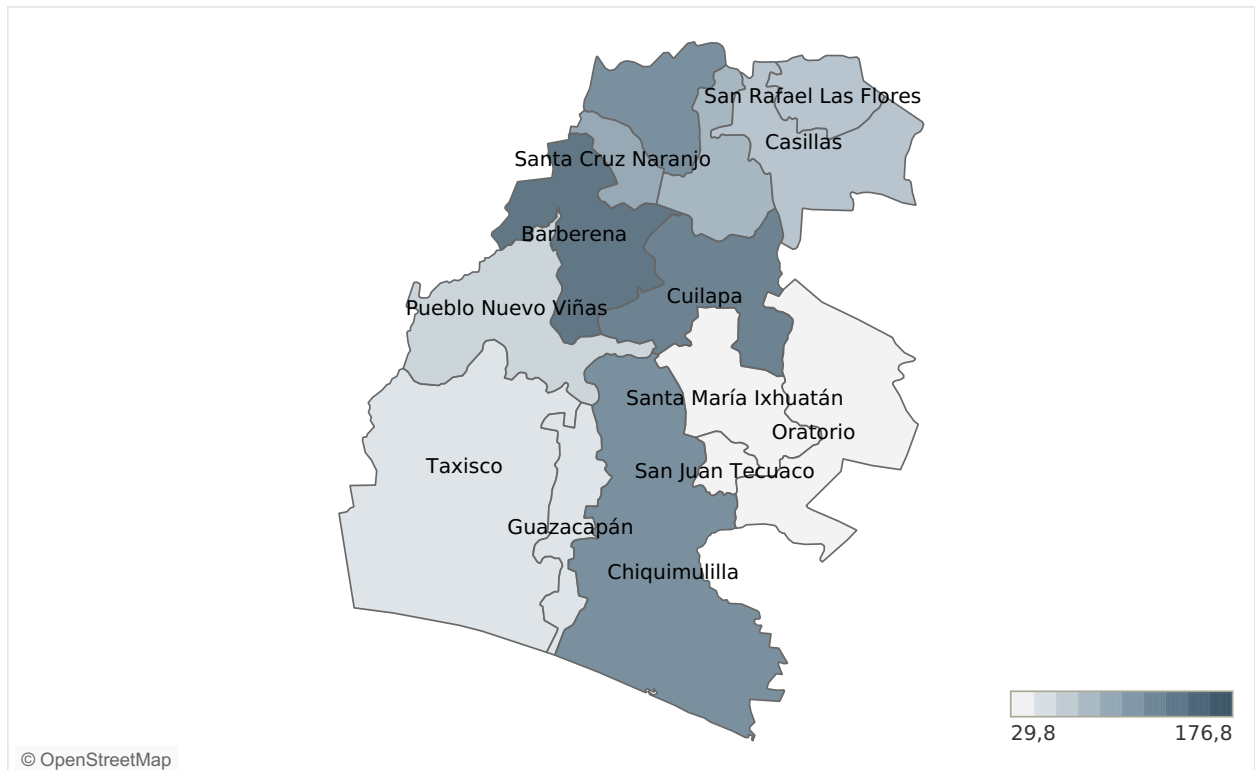 San Rafael Las Flores
Casillas
Santa Cruz Naranjo
Barberena
Cuilapa
Pueblo Nuevo Viñas
Santa María Ixhuatán
Oratorio
Taxisco
San Juan Tecuaco
Guazacapán
Chiquimulilla
29,8
176,8
© OpenStreetMap